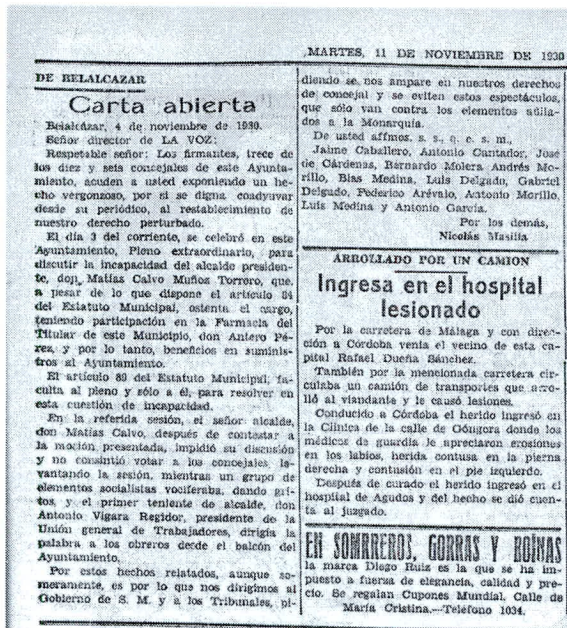 MARTES, 11 DE NOVIEMBRE DE 1930
DE BELALCAZAR
Carta abierta
Belalcázar, 4 de noviembre de 1930.
Señor director de LA VOZ:
Respetable señor: Los firmantes, trece de
los diez y seis concejales de este Ayunta-
miento, acuden a usted exponiendo un he-
cho vergonzoso, por si se digna coadyuvar
desde su periódico, al restablecimiento de
nuestro derecho perturbado.
El día 3 del corriente, se celebró en este
Ayuntamiento, Pleno extraordinario, para
discutir la incapacidad del alcalde presiden-
te, don Matías Calvo Muñoz Torrero, que,
a pesar de lo que dispone el artículo 84
del Estatuto Municipal, ostenta el cargo,
teniendo participación en la Farmacia del
Titular de este Municipio, don Antero Pé-
rez, y por lo tanto, beneficios en suminis-
tros al Ayuntamiento.
El artículo 89 del Estatuto Municipal, fa-
culta al pleno y sólo a él, para resolver en
esta cuestión de incapacidad.
En la referida sesión, el señor alcalde,
don Matías Calvo, después de contestar a
la moción presentada, impidió su discusión
y no consintió votar a los concejales le-
vantando la sesión, mientras un grupo de
elementos socialistas vociferaba, dando gri-
tos, y el primer teniente de alcalde, don
Antonio Vigara Regidor, presidente de la
Unión general de Trabajadores, dirigía la
palabra a los obreros desde el balcón del
Ayuntamiento.
Por estos hechos relatados, aunque so-
meramente, es por lo que nos dirigimos al
Gobierno de S. M. y a los Tribunales, pi-
diendo se nos ampare en nuestros derechos
de concejal y se eviten estos espectáculos,
que sólo van contra los elementos afilia-
dos a la Monarquía.
De usted affmos. s. s., q. e. s. m.,
Jaime Caballero, Antonio Cantador, José
de Cárdenas, Bernardo Molera Andrés Mo-
rillo, Blas Medina, Luis Delgado, Gabriel
Delgado, Federico Arévalo, Antonio Morillo,
Luis Medina y Antonio García.
Por los demás,
Nicolás Masilla
ARROLLADO POR UN CAMION
Ingresa en el hospital
lesionado
Por la carretera de Málaga y con direc-
ción a Córdoba venía el vecino de esta ca-
pital Rafael Dueña Sánchez.
También por la mencionada carretera cir-
culaba un camión de transportes que arro-
lló al viandante y le causó lesiones.
Conducido a Córdoba el herido ingresó en
la Clínica de la calle de Góngora donde los
médicos de guardia le apreciaron erosiones
en los labios, herida contusa en la pierna
derecha y contusión en el pie izquierdo.
Después de curado el herido ingresó en el
hospital de Agudos y del hecho se dió cuen-
ta al juzgado.
EN SOMBREROS, GORRAS Y BOINAS
la marca Diego Ruiz es la que se ha im-
puesto a fuerza de elegancia, calidad y pre-
cio. Se regalan Cupones Mundial. Calle de
María Cristina.—Teléfono 1034.